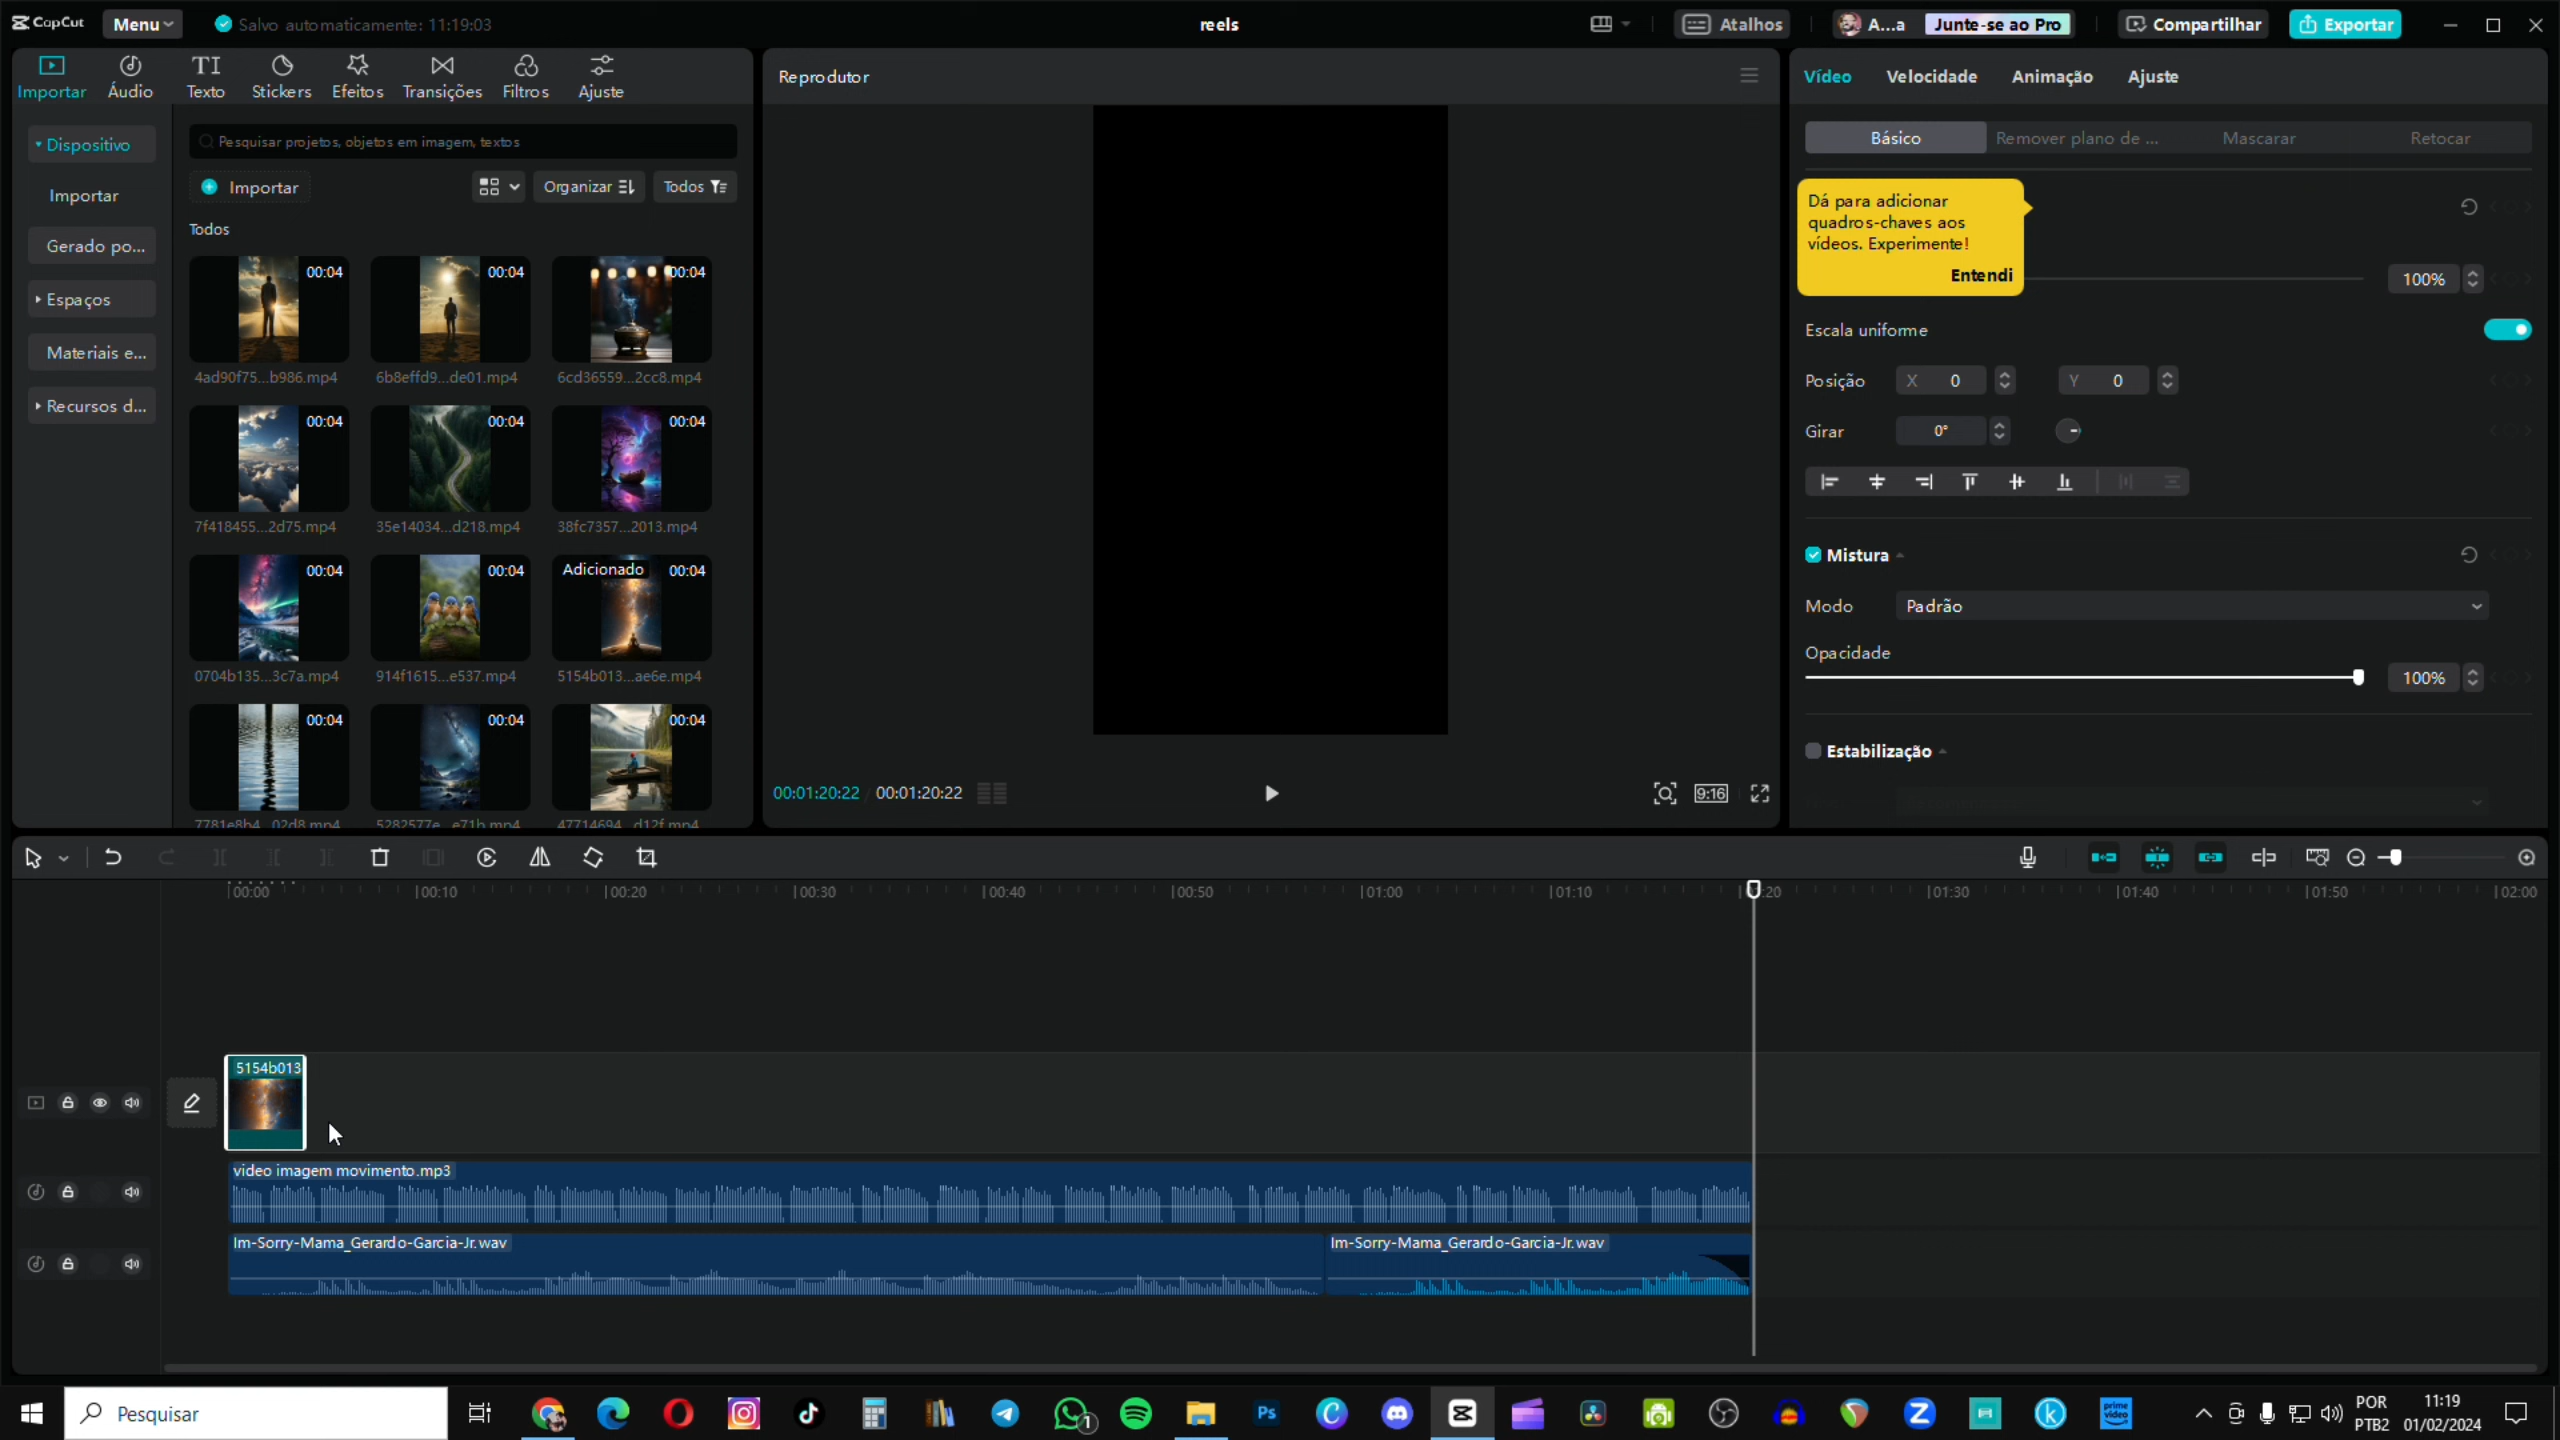 CapCut
Menu
Salvo automaticamente: 11:19:03
reels
Atalhos
A...a
Junte-se ao Pro
Compartilhar
Exportar
Importar
Áudio
TI
Texto
Stickers
Efeitos
Transições
Filtros
Ajuste
Dispositivo
Importar
Gerado po...
Espaços
Materiais e...
Recursos d...
Pesquisar projetos, objetos em imagem, textos
Importar
Organizar
Todos
Todos
00:04
00:04
00:04
4ad90f75...b986.mp4
6b8effd9...de01.mp4
6cd36559...2cc8.mp4
00:04
00:04
00:04
7f418455...2d75.mp4
35e14034...d218.mp4
38fc7357...2013.mp4
00:04
00:04
Adicionado
00:04
0704b135...3c7a.mp4
914f1615...e537.mp4
5154b013...ae6e.mp4
00:04
00:04
00:04
7781e8b4...02d8.mp4
5282577e...e71b.mp4
47714694...d12f.mp4
Reprodutor
00:01:20:22
00:01:20:22
9:16
Vídeo
Velocidade
Animação
Ajuste
Básico
Remover plano de ...
Mascarar
Retocar
Dá para adicionar
quadros-chaves aos
vídeos. Experimente!
Entendi
100%
Escala uniforme
Posição
X 0
Y 0
Girar
0°
Mistura
Modo
Padrão
Opacidade
100%
Estabilização
00:00
00:10
00:20
00:30
00:40
00:50
01:00
01:10
:20
01:30
01:40
01:50
02:00
5154b013
video imagem movimento.mp3
Im-Sorry-Mama_Gerardo-Garcia-Jr.wav
Im-Sorry-Mama_Gerardo-Garcia-Jr.wav
Pesquisar
1
Ps
prime video
POR
PTB2
11:19
01/02/2024